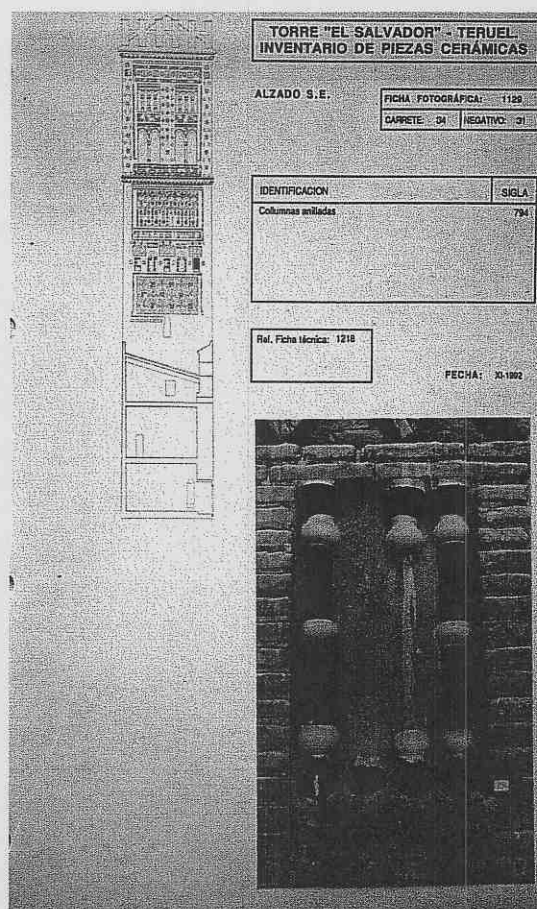 TORRE "EL SALVADOR" - TERUEL.
INVENTARIO DE PIEZAS CERÁMICAS
ALZADO S.E.
FICHA FOTOGRÁFICA: 1129
CARRETE: 34 NEGATIVO: 31
IDENTIFICACION SIGLA
Columnas anilladas 794
Ref. Ficha técnica: 1218
FECHA: XI-1992